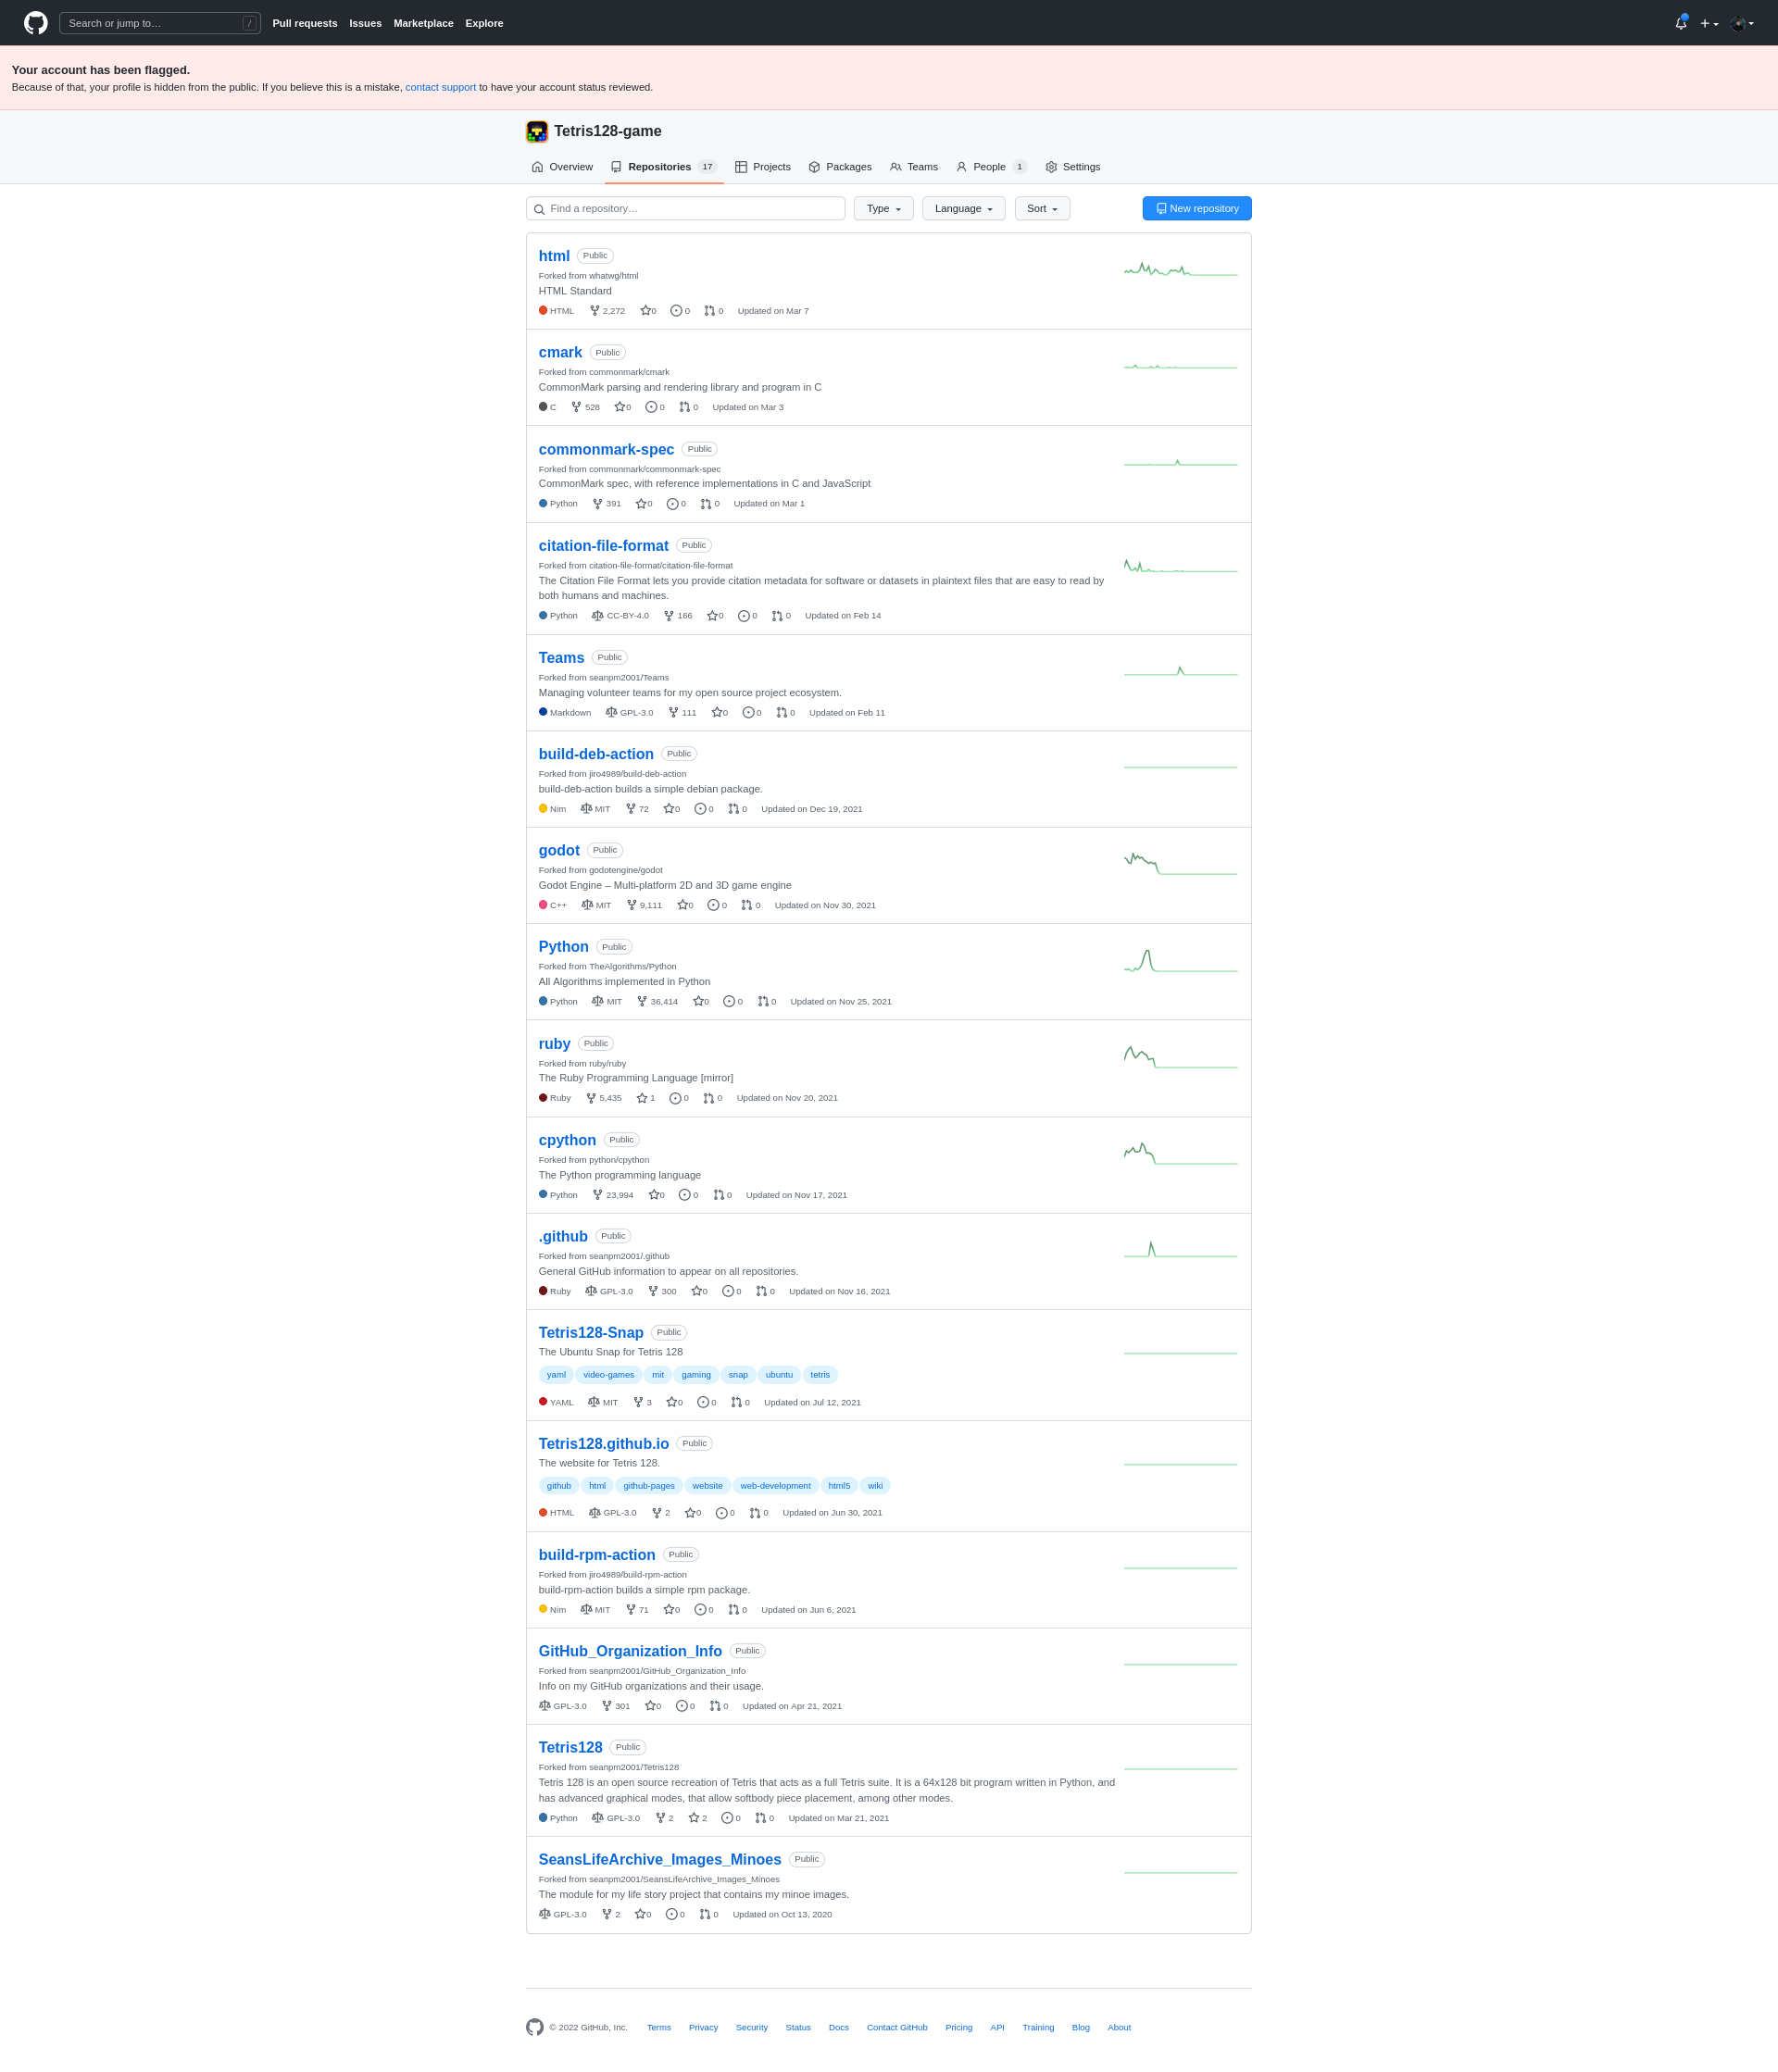 Search or jump to… / Pull requests Issues Marketplace Explore
Your account has been flagged.
Because of that, your profile is hidden from the public. If you believe this is a mistake, contact support to have your account status reviewed.
Tetris128-game
Overview Repositories 17 Projects Packages Teams People 1 Settings
Find a repository… Type Language Sort New repository
html Public
Forked from whatwg/html
HTML Standard
HTML 2,272 0 0 0 Updated on Mar 7
cmark Public
Forked from commonmark/cmark
CommonMark parsing and rendering library and program in C
C 528 0 0 0 Updated on Mar 3
commonmark-spec Public
Forked from commonmark/commonmark-spec
CommonMark spec, with reference implementations in C and JavaScript
Python 391 0 0 0 Updated on Mar 1
citation-file-format Public
Forked from citation-file-format/citation-file-format
The Citation File Format lets you provide citation metadata for software or datasets in plaintext files that are easy to read by
both humans and machines.
Python CC-BY-4.0 166 0 0 0 Updated on Feb 14
Teams Public
Forked from seanpm2001/Teams
Managing volunteer teams for my open source project ecosystem.
Markdown GPL-3.0 111 0 0 0 Updated on Feb 11
build-deb-action Public
Forked from jiro4989/build-deb-action
build-deb-action builds a simple debian package.
Nim MIT 72 0 0 0 Updated on Dec 19, 2021
godot Public
Forked from godotengine/godot
Godot Engine – Multi-platform 2D and 3D game engine
C++ MIT 9,111 0 0 0 Updated on Nov 30, 2021
Python Public
Forked from TheAlgorithms/Python
All Algorithms implemented in Python
Python MIT 36,414 0 0 0 Updated on Nov 25, 2021
ruby Public
Forked from ruby/ruby
The Ruby Programming Language [mirror]
Ruby 5,435 1 0 0 Updated on Nov 20, 2021
cpython Public
Forked from python/cpython
The Python programming language
Python 23,994 0 0 0 Updated on Nov 17, 2021
.github Public
Forked from seanpm2001/.github
General GitHub information to appear on all repositories.
Ruby GPL-3.0 300 0 0 0 Updated on Nov 16, 2021
Tetris128-Snap Public
The Ubuntu Snap for Tetris 128
yaml video-games mit gaming snap ubuntu tetris
YAML MIT 3 0 0 0 Updated on Jul 12, 2021
Tetris128.github.io Public
The website for Tetris 128.
github html github-pages website web-development html5 wiki
HTML GPL-3.0 2 0 0 0 Updated on Jun 30, 2021
build-rpm-action Public
Forked from jiro4989/build-rpm-action
build-rpm-action builds a simple rpm package.
Nim MIT 71 0 0 0 Updated on Jun 6, 2021
GitHub_Organization_Info Public
Forked from seanpm2001/GitHub_Organization_Info
Info on my GitHub organizations and their usage.
GPL-3.0 301 0 0 0 Updated on Apr 21, 2021
Tetris128 Public
Forked from seanpm2001/Tetris128
Tetris 128 is an open source recreation of Tetris that acts as a full Tetris suite. It is a 64x128 bit program written in Python, and
has advanced graphical modes, that allow softbody piece placement, among other modes.
Python GPL-3.0 2 2 0 0 Updated on Mar 21, 2021
SeansLifeArchive_Images_Minoes Public
Forked from seanpm2001/SeansLifeArchive_Images_Minoes
The module for my life story project that contains my minoe images.
GPL-3.0 2 0 0 0 Updated on Oct 13, 2020
© 2022 GitHub, Inc. Terms Privacy Security Status Docs Contact GitHub Pricing API Training Blog About